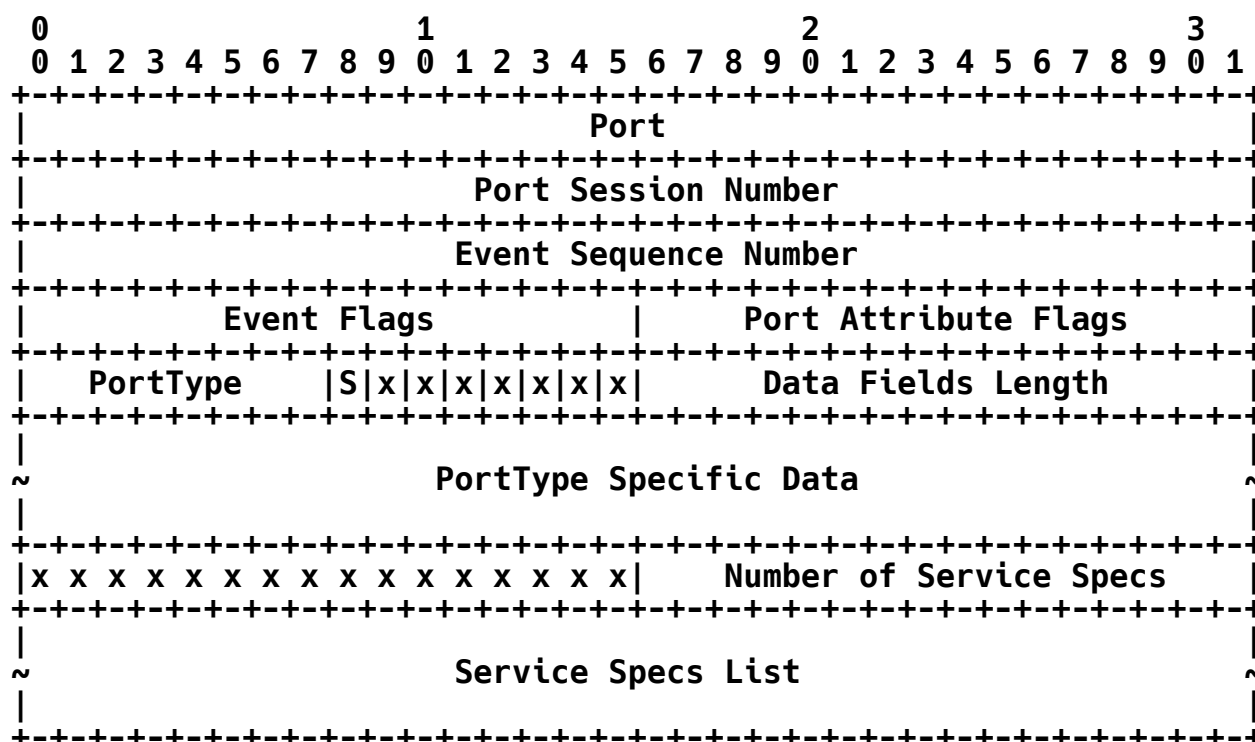 0                   1                   2                   3
 0 1 2 3 4 5 6 7 8 9 0 1 2 3 4 5 6 7 8 9 0 1 2 3 4 5 6 7 8 9 0 1
+-+-+-+-+-+-+-+-+-+-+-+-+-+-+-+-+-+-+-+-+-+-+-+-+-+-+-+-+-+-+-+-+
|                             Port                              |
+-+-+-+-+-+-+-+-+-+-+-+-+-+-+-+-+-+-+-+-+-+-+-+-+-+-+-+-+-+-+-+-+
|                       Port Session Number                     |
+-+-+-+-+-+-+-+-+-+-+-+-+-+-+-+-+-+-+-+-+-+-+-+-+-+-+-+-+-+-+-+-+
|                      Event Sequence Number                    |
+-+-+-+-+-+-+-+-+-+-+-+-+-+-+-+-+-+-+-+-+-+-+-+-+-+-+-+-+-+-+-+-+
|          Event Flags          |     Port Attribute Flags      |
+-+-+-+-+-+-+-+-+-+-+-+-+-+-+-+-+-+-+-+-+-+-+-+-+-+-+-+-+-+-+-+-+
|   PortType    |S|x|x|x|x|x|x|x|      Data Fields Length       |
+-+-+-+-+-+-+-+-+-+-+-+-+-+-+-+-+-+-+-+-+-+-+-+-+-+-+-+-+-+-+-+-+
|                                                               |
~                     PortType Specific Data                    ~
|                                                               |
+-+-+-+-+-+-+-+-+-+-+-+-+-+-+-+-+-+-+-+-+-+-+-+-+-+-+-+-+-+-+-+-+
|x x x x x x x x x x x x x x x x|    Number of Service Specs    |
+-+-+-+-+-+-+-+-+-+-+-+-+-+-+-+-+-+-+-+-+-+-+-+-+-+-+-+-+-+-+-+-+
|                                                               |
~                      Service Specs List                       ~
|                                                               |
+-+-+-+-+-+-+-+-+-+-+-+-+-+-+-+-+-+-+-+-+-+-+-+-+-+-+-+-+-+-+-+-+